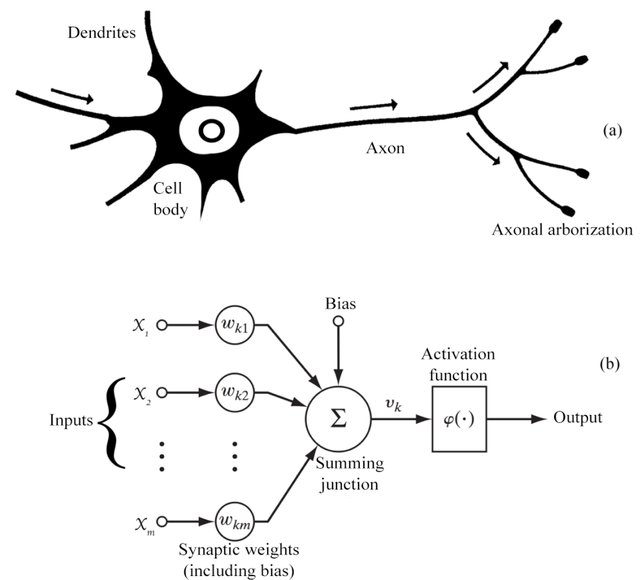 Dendrites
Axon
(a)
Cell
body
Axonal arborization
Bias
x₁
wₖ₁
Activation
function
(b)
Inputs
x₂
wₖ₂
Σ
vₖ
φ(·)
Output
Summing
junction
xₘ
wₖₘ
Synaptic weights
(including bias)